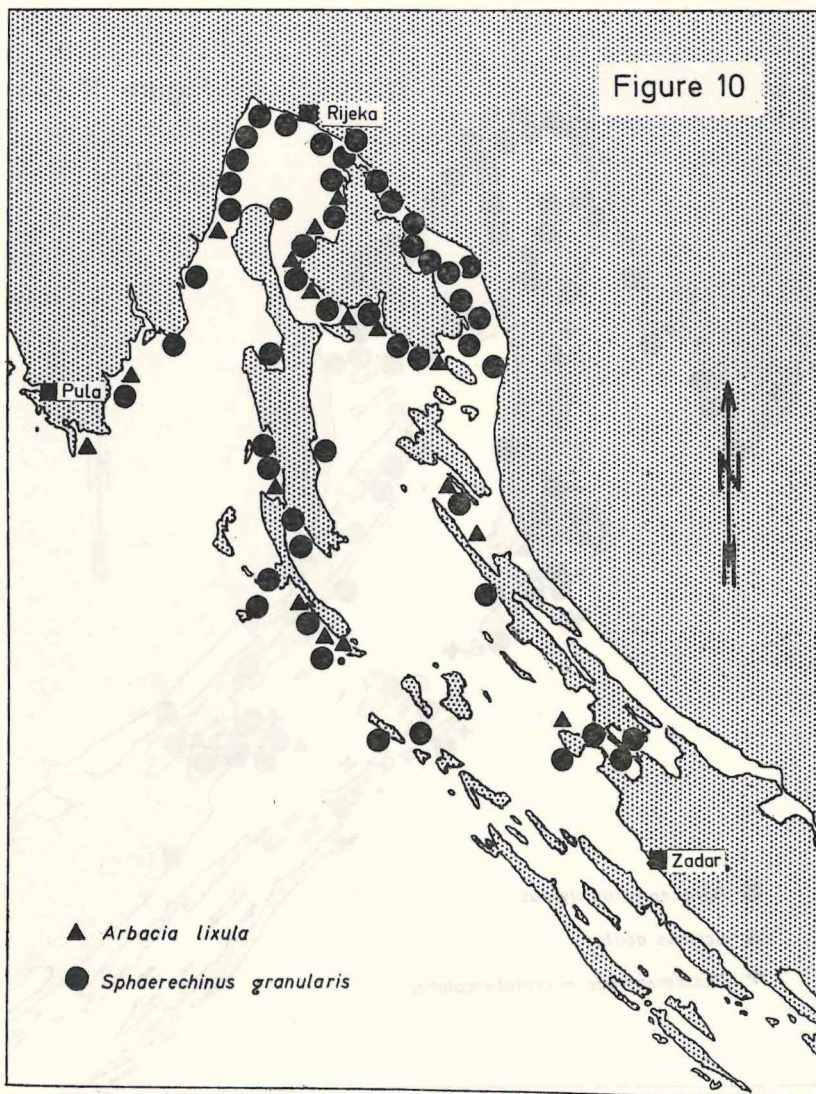 Figure 10
Rijeka
Pula
N
Zadar
Arbacia lixula
Sphaerechinus granularis